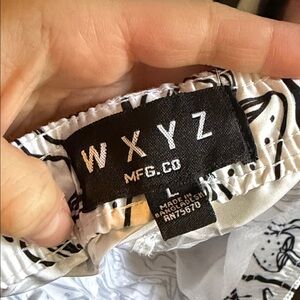 W X Y Z
MFG.CO
L
MADE IN
BANGLADESH
RN75670